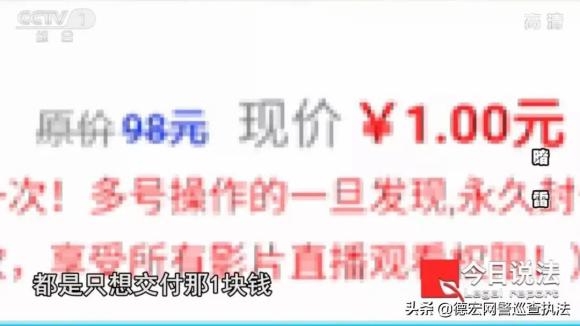 CCTV 1
综合
高清
原价 98元 现价 ¥1.00元
暗雷
一次！多号操作的一旦发现,永久封
，享受所有影片直播观看权限！
都是只想交付那1块钱
今日说法
Legal report
头条 @德宏网警巡查执法